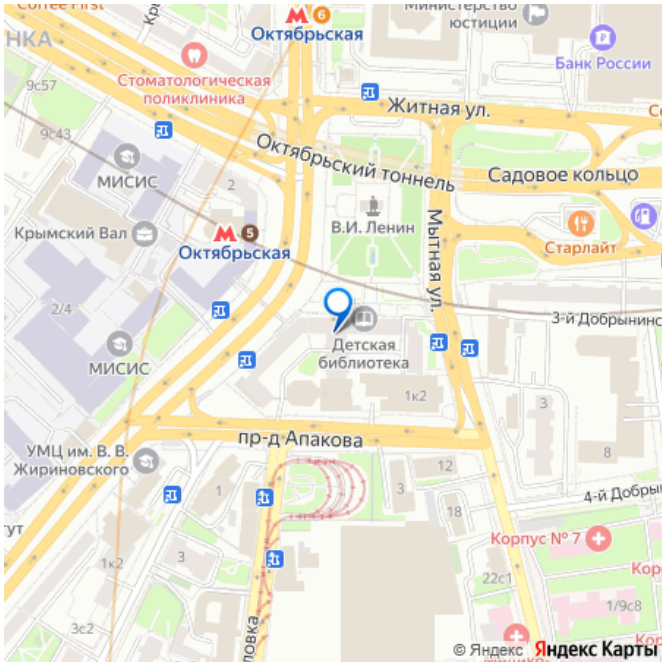 Coffee First
Министерство
юстиции
6
Октябрьская
Банк России
НКА
Стоматологическая
поликлиника
9с57
Житная ул.
9с43
Октябрьский тоннель
МИСИС
2
Садовое кольцо
В.И. Ленин
Крымский Вал
5
Октябрьская
Мытная ул.
Старлайт
2/4
3-й Добрынинс
Детская
библиотека
МИСИС
1к2
3
пр-д Апакова
УМЦ им. В. В.
Жириновского
12
8
1
3
4-й Добры
18
Корпус № 7
3
22с1
1/9с8
3с2
ловка
© Яндекс Яндекс Карты